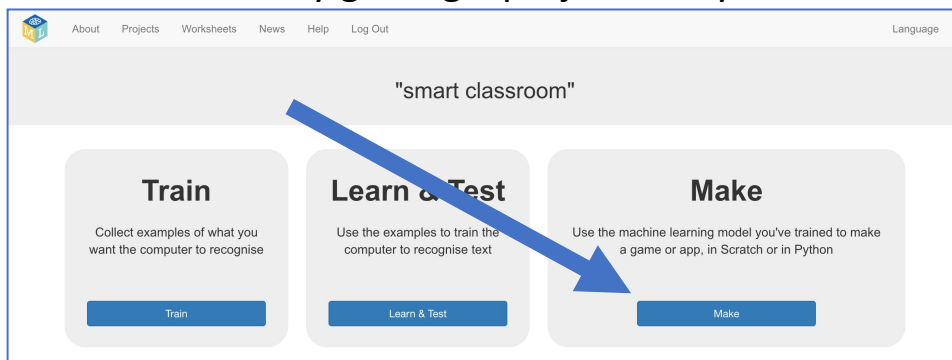 About Projects Worksheets News Help Log Out Language
"smart classroom"
Train
Collect examples of what you
want the computer to recognise
Train
Learn & Test
Use the examples to train the
computer to recognise text
Learn & Test
Make
Use the machine learning model you've trained to make
a game or app, in Scratch or in Python
Make